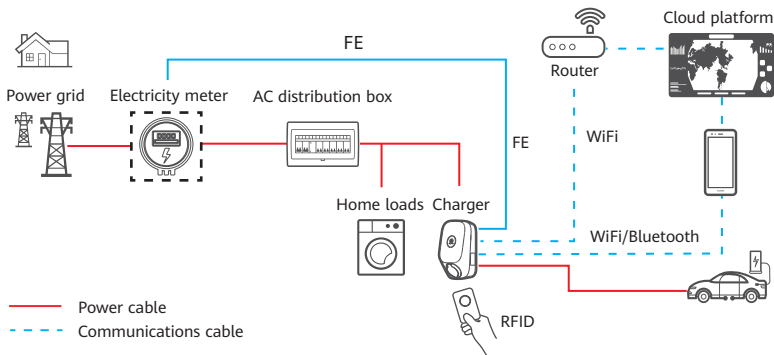 FE
Cloud platform
Router
Power grid
Electricity meter
AC distribution box
FE
WiFi
Home loads
Charger
WiFi/Bluetooth
RFID
Power cable
Communications cable